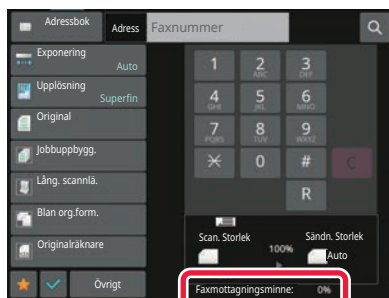 Adressbok
Adress
Faxnummer
Exponering
Auto
Upplösning
Superfin
Original
Jobbuppbygg.
Lång. scannlä.
Blan org.form.
Originalräknare
Övrigt
1
2 ABC
3 DEF
4 GHI
5 JKL
6 MNO
7 PQRS
8 TUV
9 WXYZ
0
#
C
R
Scan. Storlek
100%
Sändn. Storlek
Auto
Faxmottagningsminne: 0%